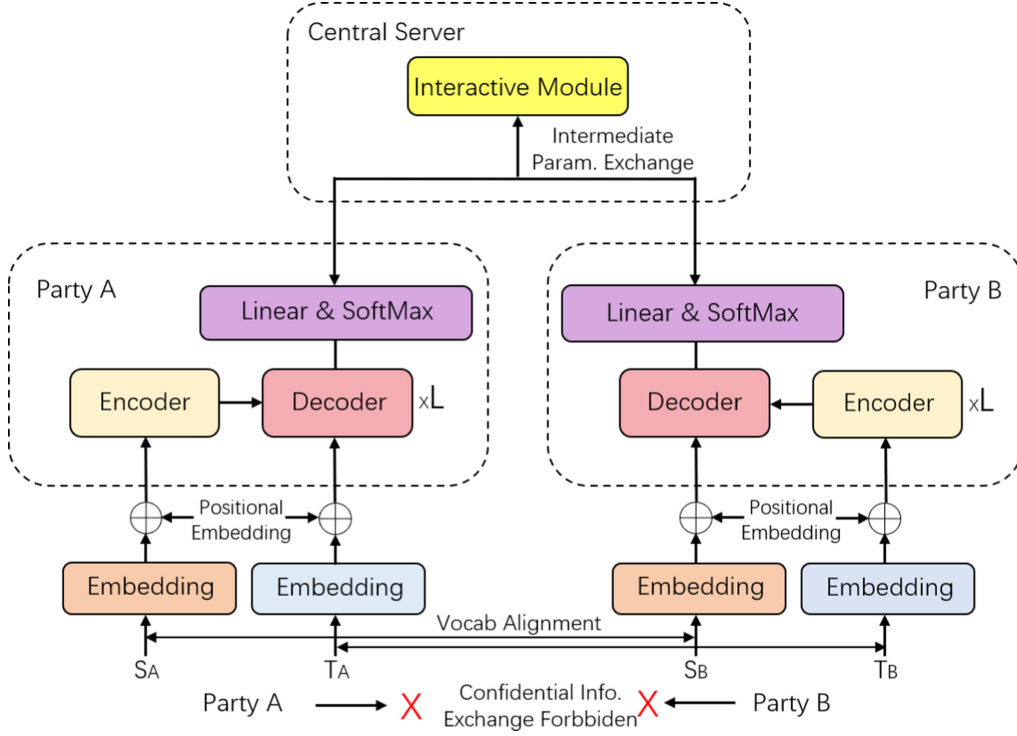 Central Server
Interactive Module
Intermediate
Param. Exchange
Party A
Party B
Linear & SoftMax
Linear & SoftMax
Encoder
Decoder
xL
Decoder
Encoder
xL
Positional
Embedding
Positional
Embedding
Embedding
Embedding
Embedding
Embedding
Vocab Alignment
SA
TA
SB
TB
Party A
X
Confidential Info.
Exchange Forbbiden
X
Party B